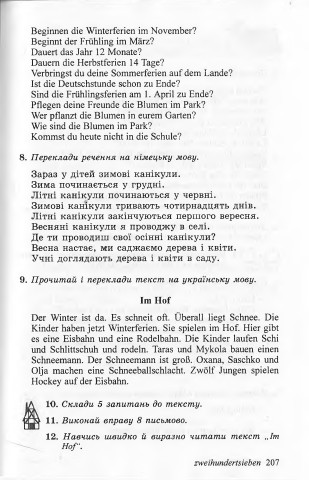 Beginnen die Winterferien im November?
Beginnt der Frühling im März?
Dauert das Jahr 12 Monate?
Dauern die Herbstferien 14 Tage?
Verbringst du deine Sommerferien auf dem Lande?
Ist die Deutschstunde schon zu Ende?
Sind die Frühlingsferien am 1. April zu Ende?
Pflegen deine Freunde die Blumen im Park?
Wer pflanzt die Blumen in eurem Garten?
Wie sind die Blumen im Park?
Kommst du heute nicht in die Schule?
8. Переклади речення на німецьку мову.
Зараз у дітей зимові канікули.
Зима починається у грудні.
Літні канікули починаються у червні.
Зимові канікули тривають чотирнадцять днів.
Літні канікули закінчуються першого вересня.
Весняні канікули я проводжу в селі.
Де ти проводиш свої осінні канікули?
Весна настає, ми саджаємо дерева і квіти.
Учні доглядають дерева і квіти в саду.
9. Прочитай і переклади текст на українську мову.
Im Hof
Der Winter ist da. Es schneit oft. Überall liegt Schnee. Die
Kinder haben jetzt Winterferien. Sie spielen im Hof. Hier gibt
es eine Eisbahn und eine Rodelbahn. Die Kinder laufen Schi
und Schlittschuh und rodeln. Taras und Mykola bauen einen
Schneemann. Der Schneemann ist groß. Oxana, Saschko und
Olja machen eine Schneeballschlacht. Zwölf Jungen spielen
Hockey auf der Eisbahn.
10. Склади 5 запитань до тексту.
11. Виконай вправу 8 письмово.
12. Навчись швидко й виразно читати текст „Im
Hof".
zweihundertsieben 207